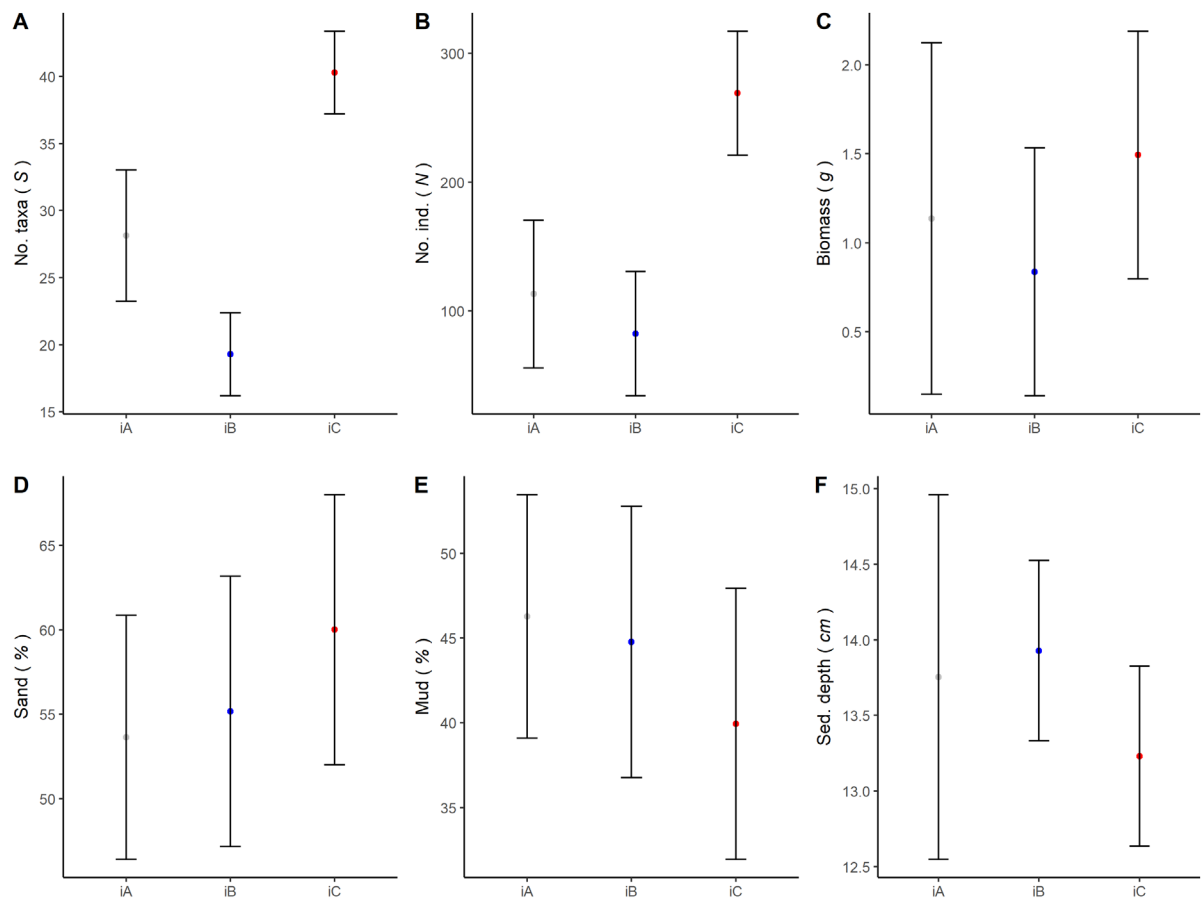 A
No. taxa ( S )
40
35
30
25
20
15
iA iB iC
B
No. ind. ( N )
300
200
100
iA iB iC
C
Biomass ( g )
2.0
1.5
1.0
0.5
iA iB iC
D
Sand ( % )
65
60
55
50
iA iB iC
E
Mud ( % )
50
45
40
35
iA iB iC
F
Sed. depth ( cm )
15.0
14.5
14.0
13.5
13.0
12.5
iA iB iC